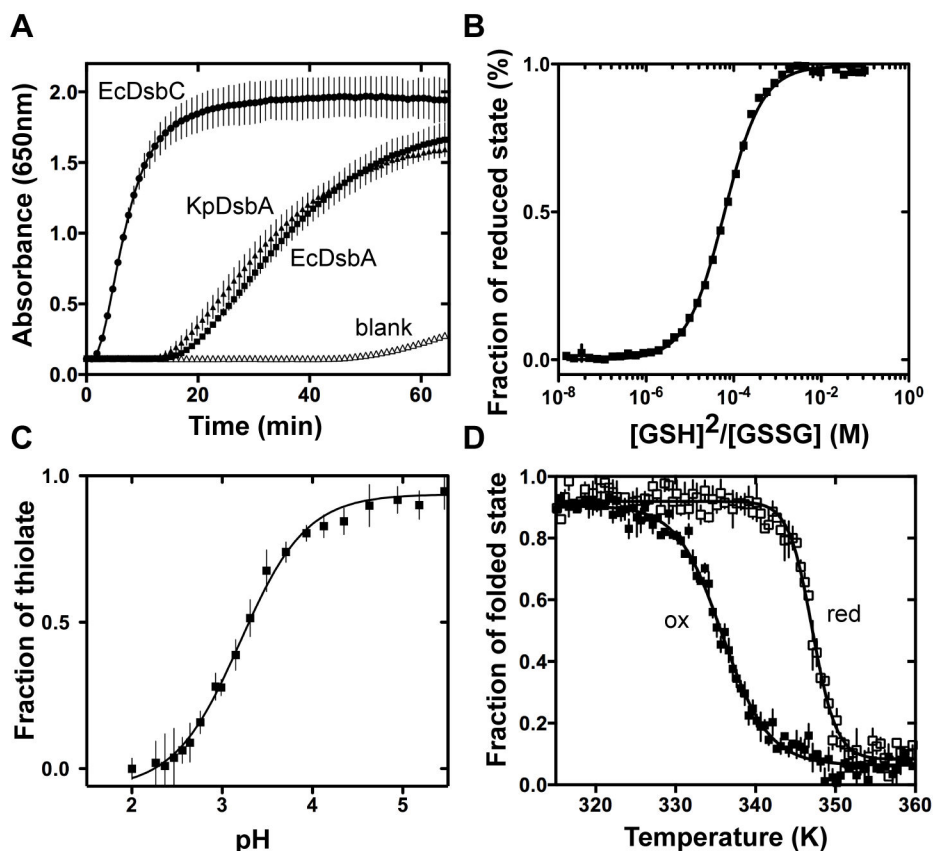 A
Absorbance (650nm)
2.0
1.5
1.0
0.5
0.0
EcDsbC
KpDsbA
EcDsbA
blank
0 20 40 60
Time (min)
B
Fraction of reduced state (%)
1.0
0.5
0.0
10⁻⁸ 10⁻⁶ 10⁻⁴ 10⁻² 10⁰
[GSH]²/[GSSG] (M)
C
Fraction of thiolate
1.0
0.5
0.0
2 3 4 5
pH
D
Fraction of folded state
1.0
0.8
0.6
0.4
0.2
0.0
ox
red
320 330 340 350 360
Temperature (K)